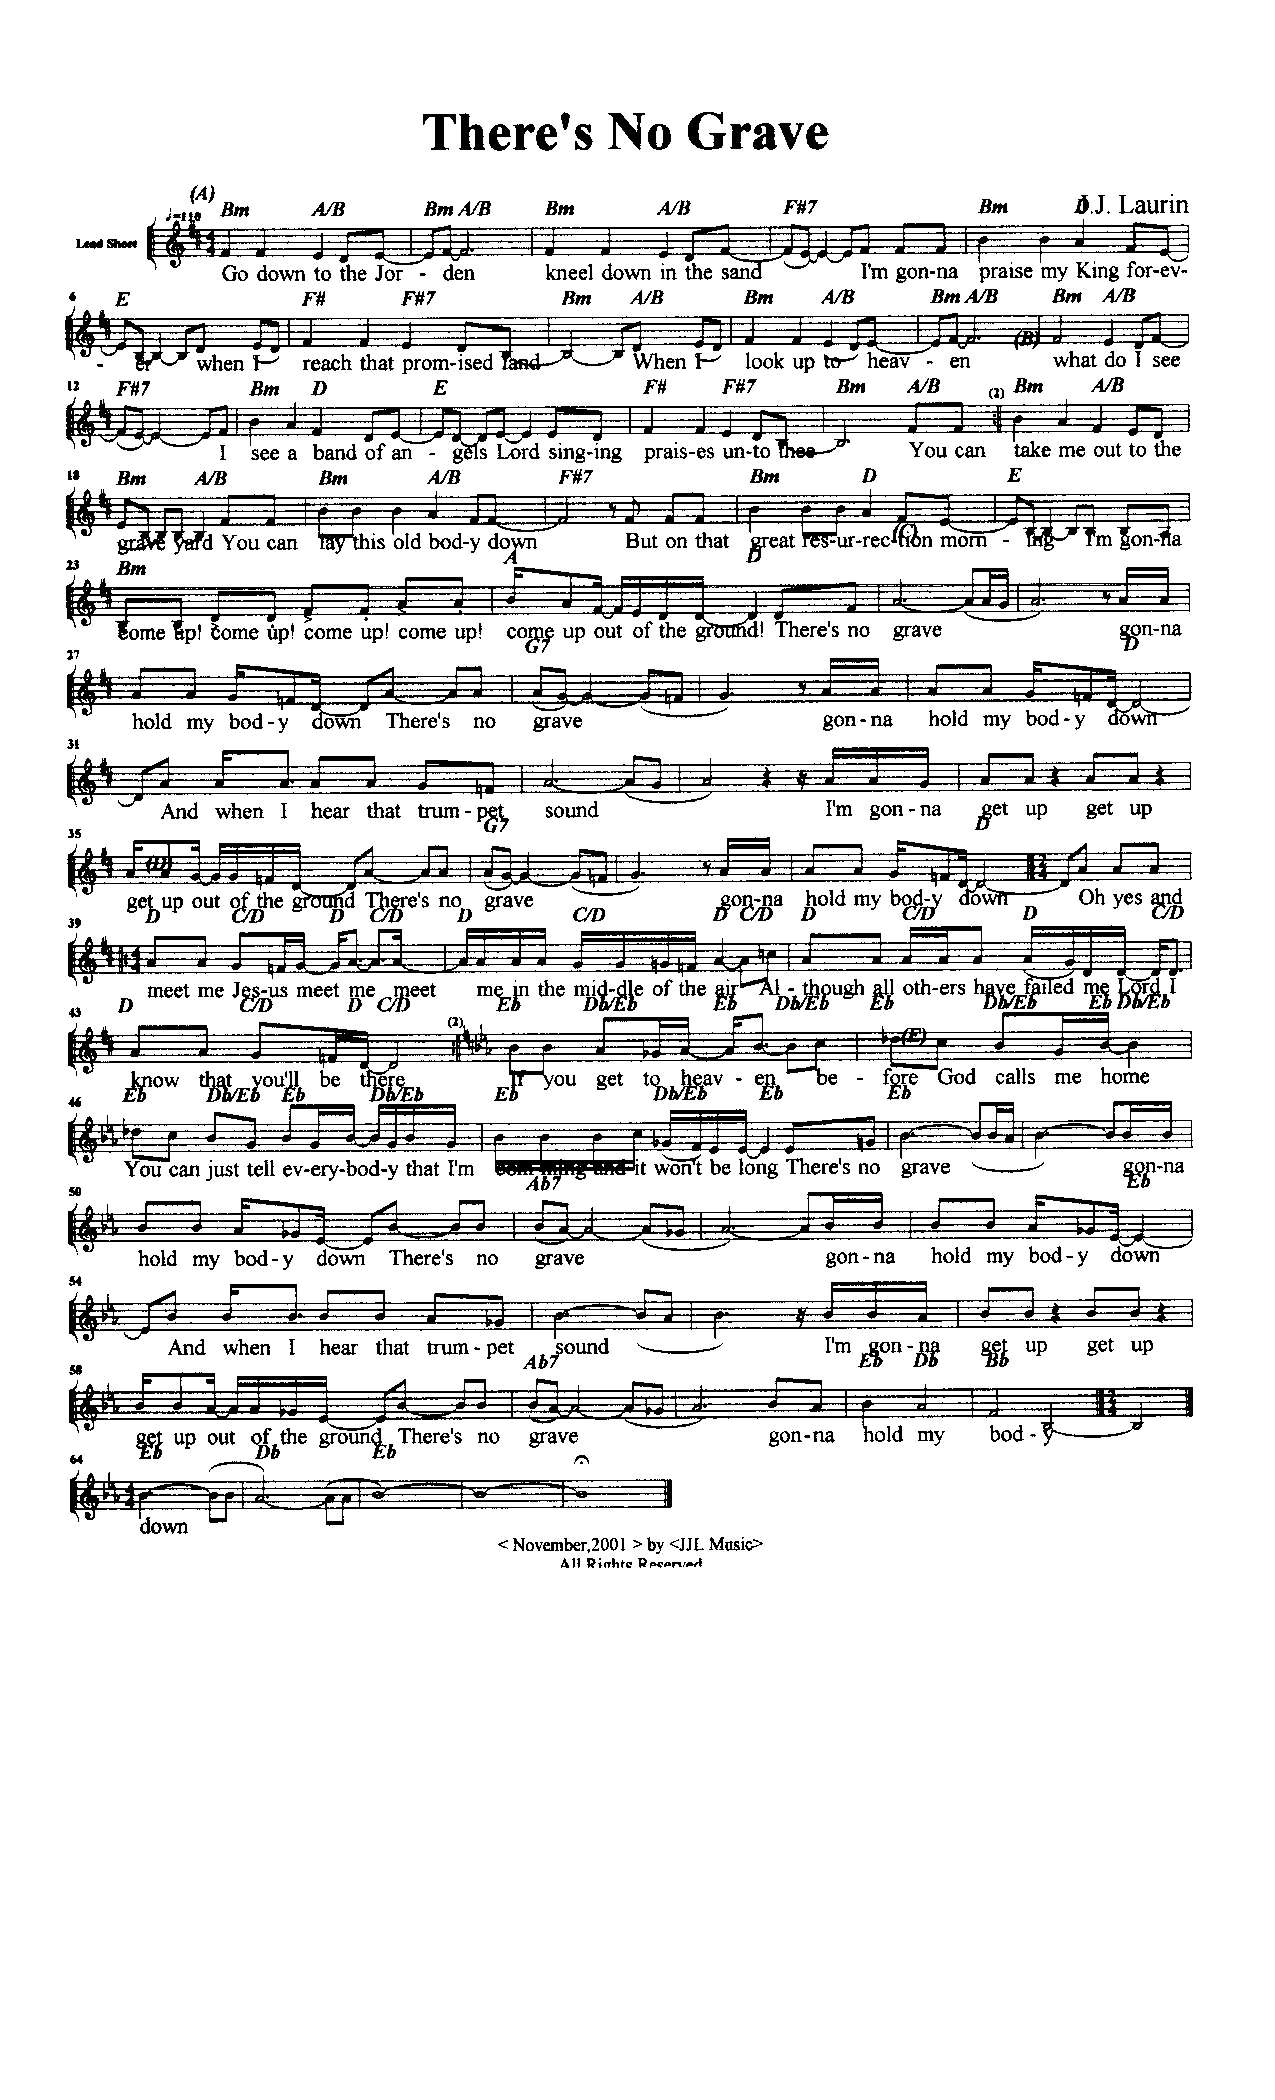 There's No Grave
(A)
♩=110 Bm A/B Bm A/B Bm A/B F#7 Bm J.J. Laurin
Lead Sheet
Go down to the Jor - den kneel down in the sand I'm gon-na praise my King for-ev-
6 E F# F#7 Bm A/B Bm A/B Bm A/B Bm A/B
(B)
- er when I reach that prom-ised land When I look up to heav - en what do I see
12 F#7 Bm D E F# F#7 Bm A/B (2) Bm A/B
I see a band of an - gels Lord sing-ing prais-es un-to thee You can take me out to the
18 Bm A/B Bm A/B F#7 Bm D E
(C)
grave yard You can lay this old bod-y down But on that great res-ur-rec-tion morn - ing I'm gon-na
23 Bm A D
come up! come up! come up! come up! come up out of the ground! There's no grave gon-na
27 G7 D
hold my bod-y down There's no grave gon-na hold my bod-y down
31
And when I hear that trum-pet sound I'm gon-na get up get up
35 G7 D
(D)
get up out of the ground There's no grave gon-na hold my bod-y down Oh yes and
39 D C/D D C/D D C/D D C/D D C/D D C/D
meet me Jes-us meet me meet me in the mid-dle of the air Al-though all oth-ers have failed me Lord I
43 D C/D D C/D (2) Eb Db/Eb Eb Db/Eb Eb Db/Eb Eb Db/Eb
(E)
know that you'll be there If you get to heav - en be - fore God calls me home
46 Eb Db/Eb Eb Db/Eb Eb Db/Eb Eb Eb
You can just tell ev-ery-bod-y that I'm com-ming and it won't be long There's no grave gon-na
50 Ab7 Eb
hold my bod-y down There's no grave gon-na hold my bod-y down
54
And when I hear that trum-pet sound I'm gon-na get up get up
58 Ab7 Eb Db Bb
get up out of the ground There's no grave gon-na hold my bod-y
64 Eb Db Eb
down
< November,2001 > by <JJL Music>
All Rights Reserved